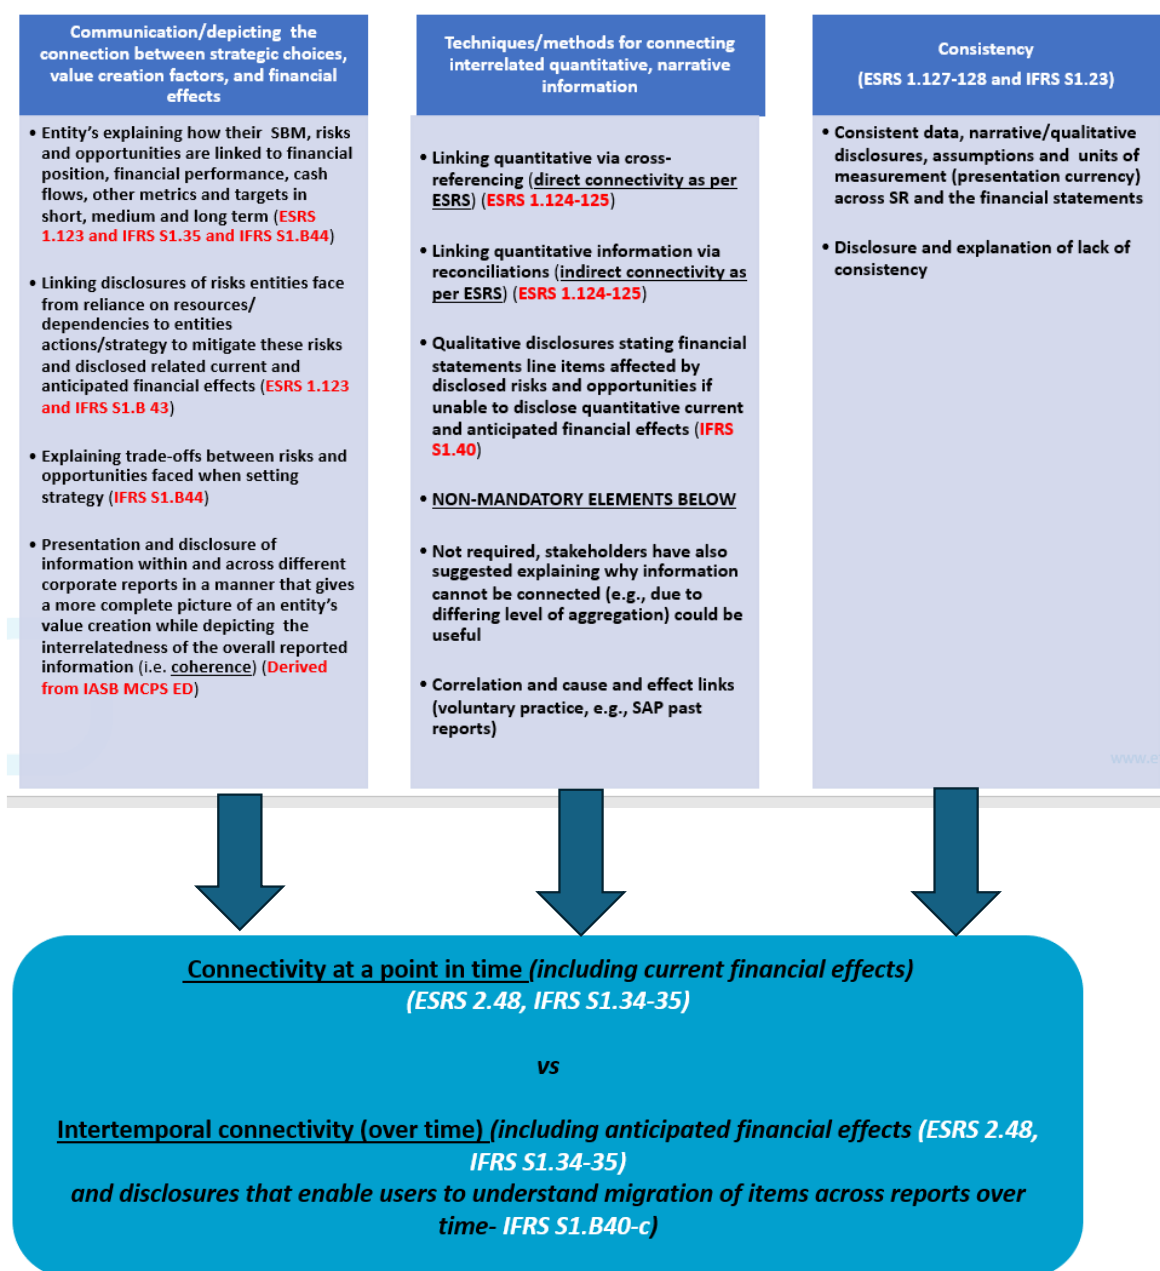 Communication/depicting the
connection between strategic choices,
value creation factors, and financial
effects
• Entity's explaining how their SBM, risks
and opportunities are linked to financial
position, financial performance, cash
flows, other metrics and targets in
short, medium and long term (ESRS
1.123 and IFRS S1.35 and IFRS S1.B44)
• Linking disclosures of risks entities face
from reliance on resources/
dependencies to entities
actions/strategy to mitigate these risks
and disclosed related current and
anticipated financial effects (ESRS 1.123
and IFRS S1.B 43)
• Explaining trade-offs between risks and
opportunities faced when setting
strategy (IFRS S1.B44)
• Presentation and disclosure of
information within and across different
corporate reports in a manner that gives
a more complete picture of an entity's
value creation while depicting the
interrelatedness of the overall reported
information (i.e. coherence) (Derived
from IASB MCPS ED)
Techniques/methods for connecting
interrelated quantitative, narrative
information
• Linking quantitative via cross-
referencing (direct connectivity as per
ESRS) (ESRS 1.124-125)
• Linking quantitative information via
reconciliations (indirect connectivity as
per ESRS) (ESRS 1.124-125)
• Qualitative disclosures stating financial
statements line items affected by
disclosed risks and opportunities if
unable to disclose quantitative current
and anticipated financial effects (IFRS
S1.40)
• NON-MANDATORY ELEMENTS BELOW
• Not required, stakeholders have also
suggested explaining why information
cannot be connected (e.g., due to
differing level of aggregation) could be
useful
• Correlation and cause and effect links
(voluntary practice, e.g., SAP past
reports)
Consistency
(ESRS 1.127-128 and IFRS S1.23)
• Consistent data, narrative/qualitative
disclosures, assumptions and units of
measurement (presentation currency)
across SR and the financial statements
• Disclosure and explanation of lack of
consistency
Connectivity at a point in time (including current financial effects)
(ESRS 2.48, IFRS S1.34-35)
vs
Intertemporal connectivity (over time) (including anticipated financial effects (ESRS 2.48,
IFRS S1.34-35)
and disclosures that enable users to understand migration of items across reports over
time- IFRS S1.B40-c)